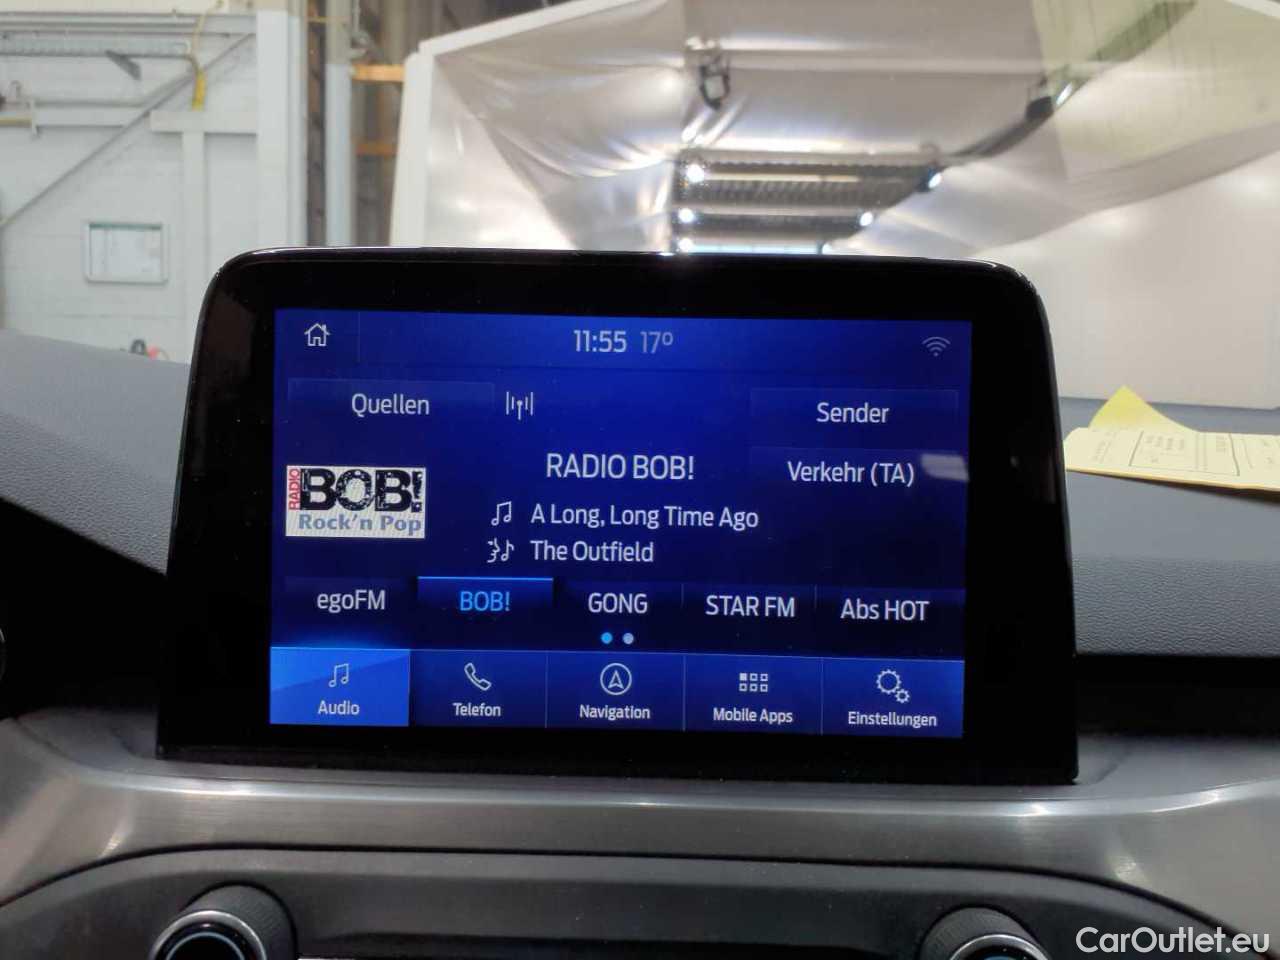 11:55 17°
Quellen
Sender
RADIO BOB!
Verkehr (TA)
RADIO
BOB!
Rock'n Pop
A Long, Long Time Ago
The Outfield
egoFM BOB! GONG STAR FM Abs HOT
Audio Telefon Navigation Mobile Apps Einstellungen
CarOutlet.eu